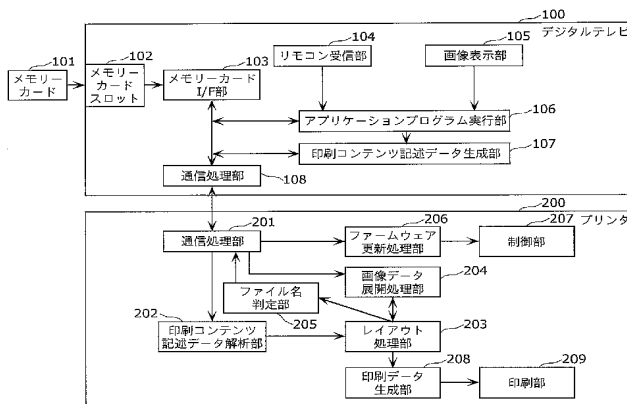 100
デジタルテレビ
101
メモリー
カード
102
メモリー
カード
スロット
103
メモリーカード
I/F部
104
リモコン受信部
105
画像表示部
106
アプリケーションプログラム実行部
107
印刷コンテンツ記述データ生成部
108
通信処理部
200
プリンタ
201
通信処理部
206
ファームウェア
更新処理部
207
制御部
204
画像データ
展開処理部
ファイル名
判定部
205
202
印刷コンテンツ
記述データ解析部
203
レイアウト
処理部
208
印刷データ
生成部
209
印刷部